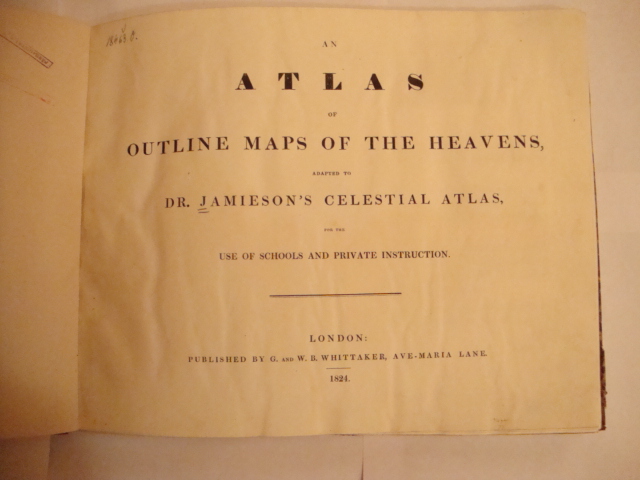 AN
ATLAS
OF
OUTLINE MAPS OF THE HEAVENS,
ADAPTED TO
DR. JAMIESON'S CELESTIAL ATLAS,
FOR THE
USE OF SCHOOLS AND PRIVATE INSTRUCTION.
LONDON:
PUBLISHED BY G. AND W. B. WHITTAKER, AVE-MARIA LANE.
1824.